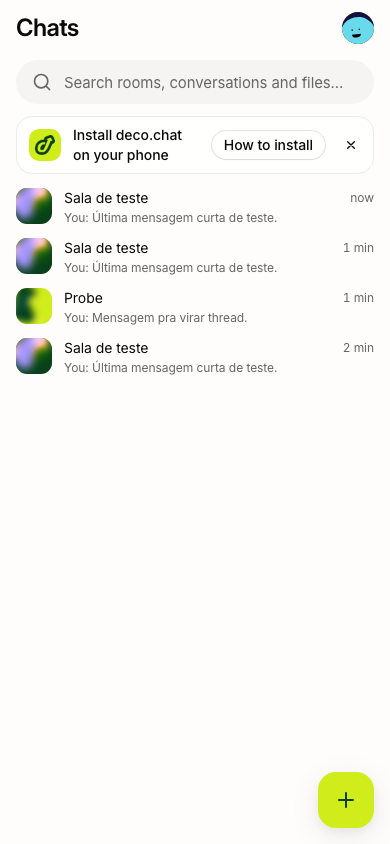 Chats
Search rooms, conversations and files...
Install deco.chat
on your phone
How to install
Sala de teste
now
You: Última mensagem curta de teste.
Sala de teste
1 min
You: Última mensagem curta de teste.
Probe
1 min
You: Mensagem pra virar thread.
Sala de teste
2 min
You: Última mensagem curta de teste.